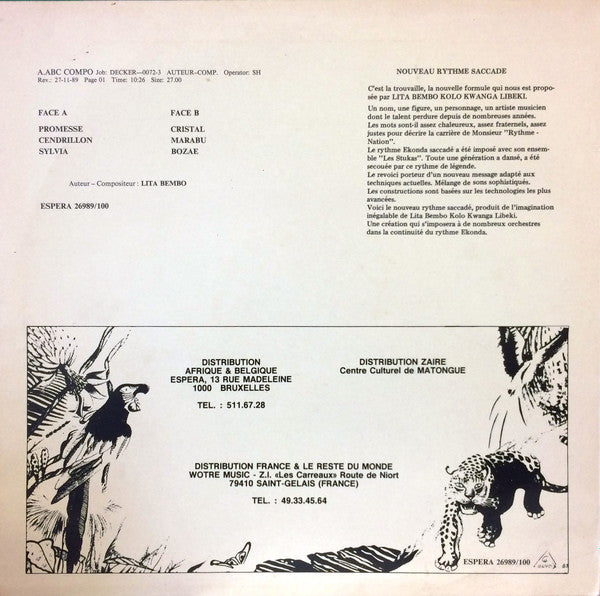 A.ABC COMPO Job: DECKER—0072-3 AUTEUR-COMP. Operator: SH
Rev.: 27-11-89 Page 01 Time: 10:26 Size: 27.00
FACE A FACE B
PROMESSE CRISTAL
CENDRILLON MARABU
SYLVIA BOZAE
Auteur - Compositeur : LITA BEMBO
ESPERA 26989/100
NOUVEAU RYTHME SACCADE
C'est la trouvaille, la nouvelle formule qui nous est propo-
sée par LITA BEMBO KOLO KWANGA LIBEKI.
Un nom, une figure, un personnage, un artiste musicien
dont le talent perdure depuis de nombreuses années.
Les mots sont-il assez chaleureux, assez fraternels, assez
justes pour décrire la carrière de Monsieur "Rythme -
Nation".
Le rythme Ekonda saccadé a été imposé avec son ensem-
ble "Les Stukas". Toute une génération a dansé, a été
secouée par ce rythme de légende.
Le revoici porteur d'un nouveau message adapté aux
techniques actuelles. Mélange de sons sophistiqués.
Les constructions sont basées sur les technologies les plus
avancées.
Voici le nouveau rythme saccadé, produit de l'imagination
inégalable de Lita Bembo Kolo Kwanga Libeki.
Une création qui s'imposera à de nombreux orchestres
dans la continuité du rythme Ekonda.
DISTRIBUTION
AFRIQUE & BELGIQUE
ESPERA, 13 RUE MADELEINE
1000 BRUXELLES
TEL. : 511.67.28
DISTRIBUTION ZAIRE
Centre Culturel de MATONGUE
DISTRIBUTION FRANCE & LE RESTE DU MONDE
WOTRE MUSIC - Z.I. «Les Carreaux» Route de Niort
79410 SAINT-GELAIS (FRANCE)
TEL. : 49.33.45.64
ESPERA 26989/100